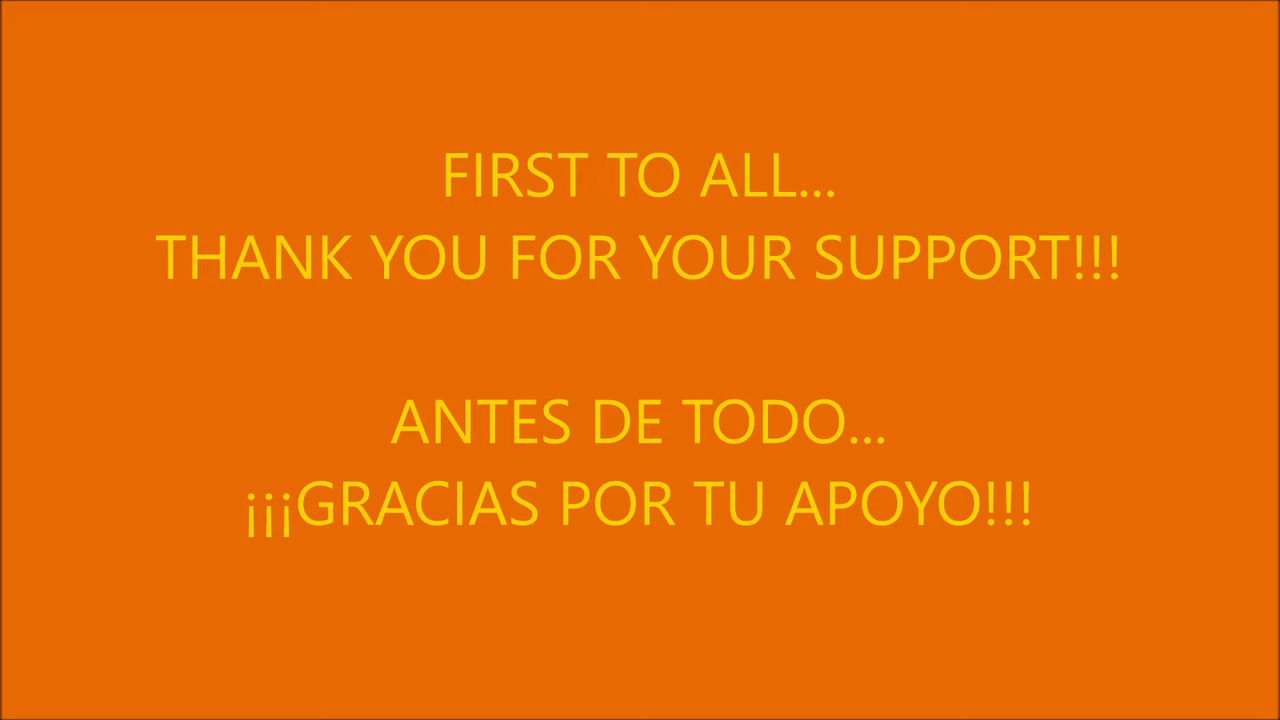 FIRST TO ALL...
THANK YOU FOR YOUR SUPPORT!!!
ANTES DE TODO...
¡¡¡GRACIAS POR TU APOYO!!!